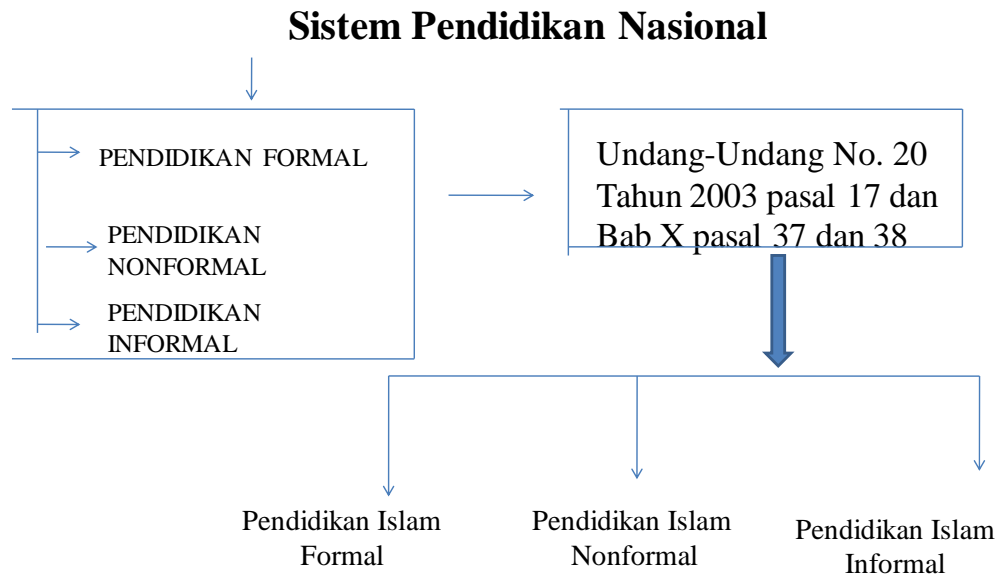 Sistem Pendidikan Nasional
PENDIDIKAN FORMAL
PENDIDIKAN
NONFORMAL
PENDIDIKAN
INFORMAL
Undang-Undang No. 20
Tahun 2003 pasal 17 dan
Bab X pasal 37 dan 38
Pendidikan Islam
Formal
Pendidikan Islam
Nonformal
Pendidikan Islam
Informal